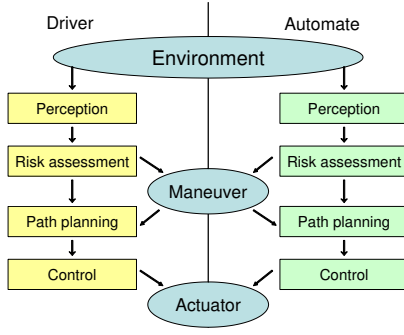 Driver
Automate
Environment
Perception
Perception
Risk assessment
Risk assessment
Maneuver
Path planning
Path planning
Control
Control
Actuator